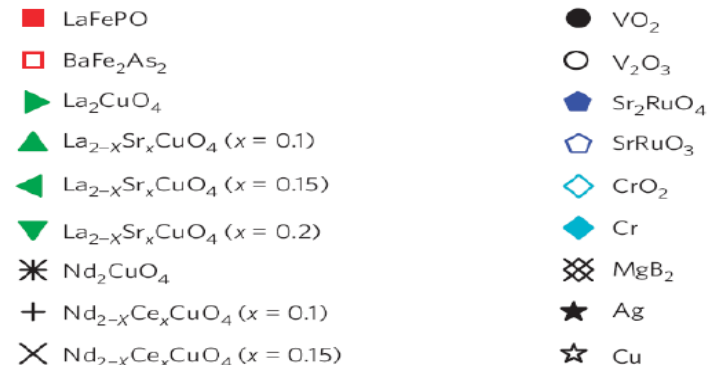 LaFePO
BaFe₂As₂
La₂CuO₄
La₂₋ₓSrₓCuO₄ (x = 0.1)
La₂₋ₓSrₓCuO₄ (x = 0.15)
La₂₋ₓSrₓCuO₄ (x = 0.2)
Nd₂CuO₄
Nd₂₋ₓCeₓCuO₄ (x = 0.1)
Nd₂₋ₓCeₓCuO₄ (x = 0.15)
VO₂
V₂O₃
Sr₂RuO₄
SrRuO₃
CrO₂
Cr
MgB₂
Ag
Cu